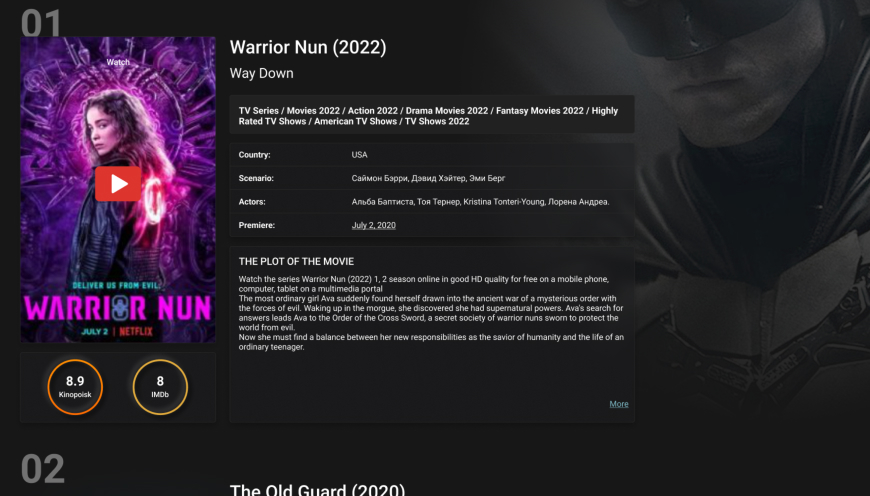 01
Watch
DELIVER US FROM EVIL.
WARRIOR NUN
JULY 2 | NETFLIX
8.9
Kinopoisk
8
IMDb
Warrior Nun (2022)
Way Down
TV Series / Movies 2022 / Action 2022 / Drama Movies 2022 / Fantasy Movies 2022 / Highly
Rated TV Shows / American TV Shows / TV Shows 2022
Country: USA
Scenario: Саймон Бэрри, Дэвид Хэйтер, Эми Берг
Actors: Альба Баптиста, Тоя Тернер, Kristina Tonteri-Young, Лорена Андреа.
Premiere: July 2, 2020
THE PLOT OF THE MOVIE
Watch the series Warrior Nun (2022) 1, 2 season online in good HD quality for free on a mobile phone,
computer, tablet on a multimedia portal
The most ordinary girl Ava suddenly found herself drawn into the ancient war of a mysterious order with
the forces of evil. Waking up in the morgue, she discovered she had supernatural powers. Ava's search for
answers leads Ava to the Order of the Cross Sword, a secret society of warrior nuns sworn to protect the
world from evil.
Now she must find a balance between her new responsibilities as the savior of humanity and the life of an
ordinary teenager.
More
02
The Old Guard (2020)